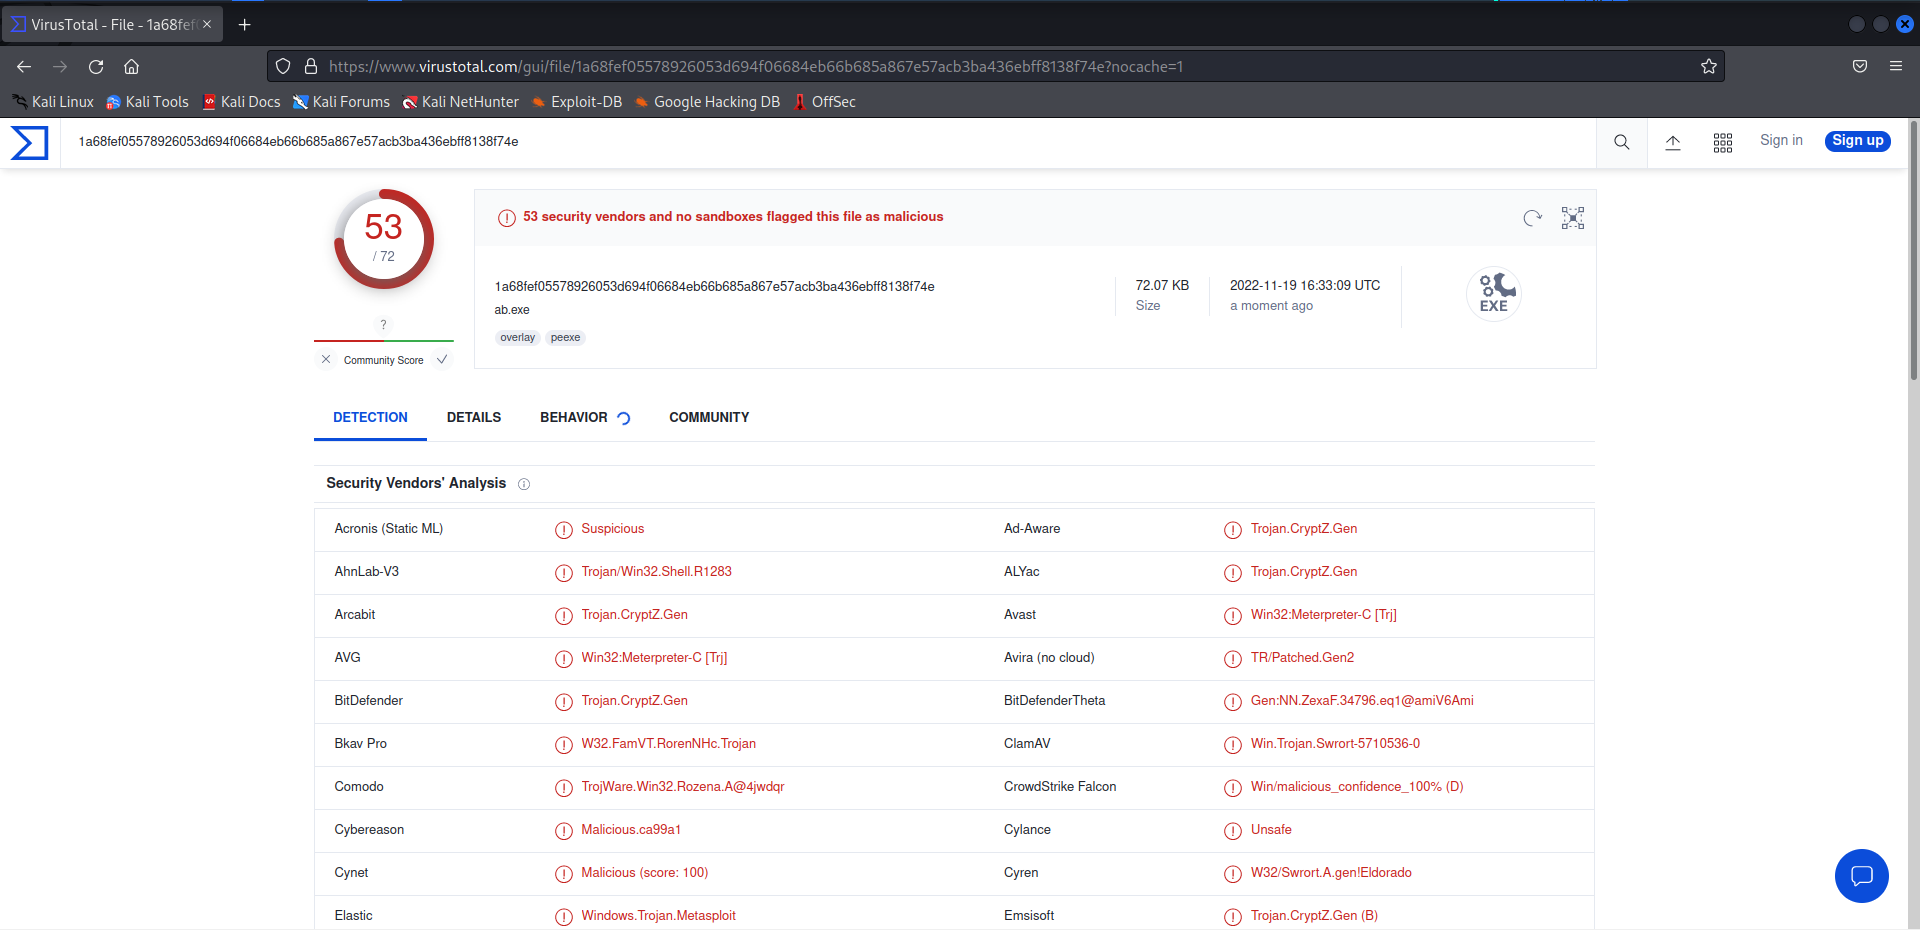 VirusTotal - File - 1a68fef
https://www.virustotal.com/gui/file/1a68fef05578926053d694f06684eb66b685a867e57acb3ba436ebff8138f74e?nocache=1
Kali Linux Kali Tools Kali Docs Kali Forums Kali NetHunter Exploit-DB Google Hacking DB OffSec
1a68fef05578926053d694f06684eb66b685a867e57acb3ba436ebff8138f74e Sign in Sign up
53
/ 72
?
Community Score
53 security vendors and no sandboxes flagged this file as malicious
1a68fef05578926053d694f06684eb66b685a867e57acb3ba436ebff8138f74e
ab.exe
overlay peexe
72.07 KB
Size
2022-11-19 16:33:09 UTC
a moment ago
EXE
DETECTION DETAILS BEHAVIOR COMMUNITY
Security Vendors' Analysis
Acronis (Static ML) Suspicious Ad-Aware Trojan.CryptZ.Gen
AhnLab-V3 Trojan/Win32.Shell.R1283 ALYac Trojan.CryptZ.Gen
Arcabit Trojan.CryptZ.Gen Avast Win32:Meterpreter-C [Trj]
AVG Win32:Meterpreter-C [Trj] Avira (no cloud) TR/Patched.Gen2
BitDefender Trojan.CryptZ.Gen BitDefenderTheta Gen:NN.ZexaF.34796.eq1@amiV6Ami
Bkav Pro W32.FamVT.RorenNHc.Trojan ClamAV Win.Trojan.Swrort-5710536-0
Comodo TrojWare.Win32.Rozena.A@4jwdqr CrowdStrike Falcon Win/malicious_confidence_100% (D)
Cybereason Malicious.ca99a1 Cylance Unsafe
Cynet Malicious (score: 100) Cyren W32/Swrort.A.gen!Eldorado
Elastic Windows.Trojan.Metasploit Emsisoft Trojan.CryptZ.Gen (B)